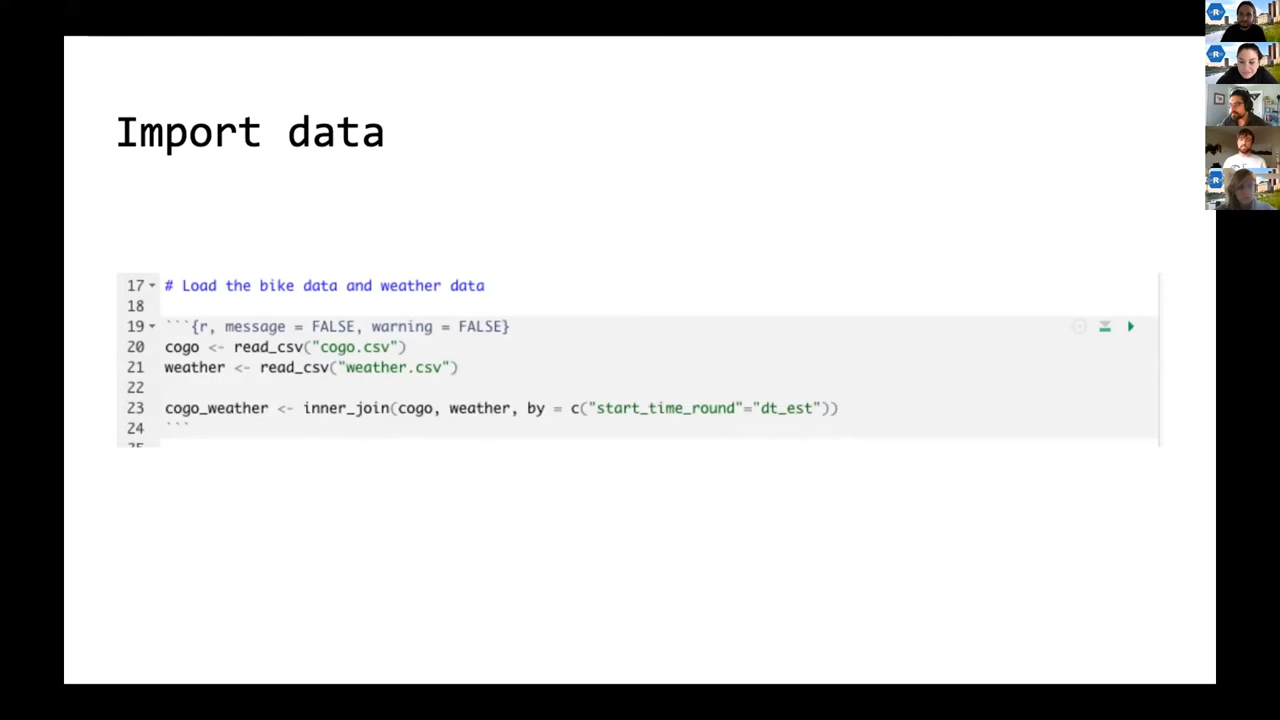 Import data
17 # Load the bike data and weather data
18
19 ```{r, message = FALSE, warning = FALSE}
20 cogo <- read_csv("cogo.csv")
21 weather <- read_csv("weather.csv")
22
23 cogo_weather <- inner_join(cogo, weather, by = c("start_time_round"="dt_est"))
24 ```
25
R
R
R